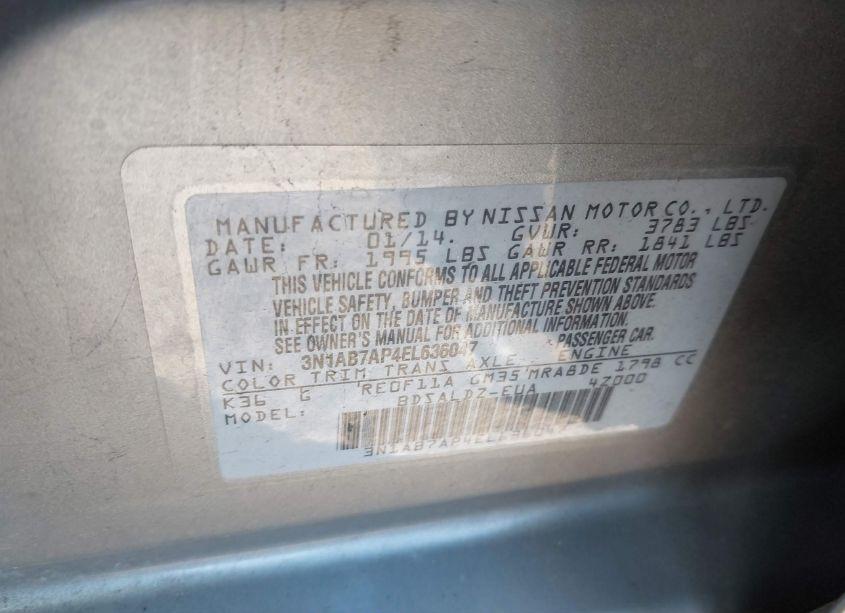 MANUFACTURED BY NISSAN MOTOR CO., LTD.
DATE: 01/14. GVWR: 3783 LBS
GAWR FR: 1995 LBS GAWR RR: 1841 LBS
THIS VEHICLE CONFORMS TO ALL APPLICABLE FEDERAL MOTOR
VEHICLE SAFETY, BUMPER AND THEFT PREVENTION STANDARDS
IN EFFECT ON THE DATE OF MANUFACTURE SHOWN ABOVE.
SEE OWNER'S MANUAL FOR ADDITIONAL INFORMATION.
VIN: 3N1AB7AP4EL636047 PASSENGER CAR.
COLOR TRIM TRANS AXLE ENGINE
K36 G RE0F11A GM35 MRA8DE 1798 CC
MODEL: BDSALDZ-EUA 4Z000